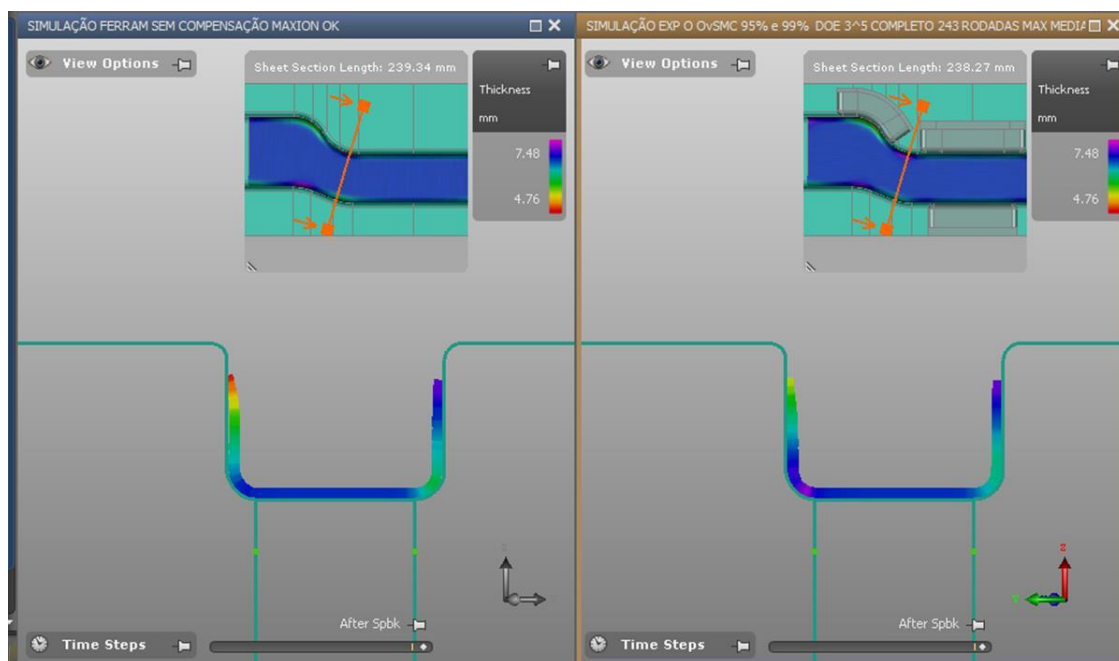 SIMULAÇÃO FERRAM SEM COMPENSAÇÃO MAXION OK
View Options
Sheet Section Length: 239.34 mm
Thickness
mm
7.48
4.76
After Spbk
Time Steps
SIMULAÇÃO EXP O OvSMC 95% e 99% DOE 3^5 COMPLETO 243 RODADAS MAX MEDIA
View Options
Sheet Section Length: 238.27 mm
Thickness
mm
7.48
4.76
Z
After Spbk
Time Steps